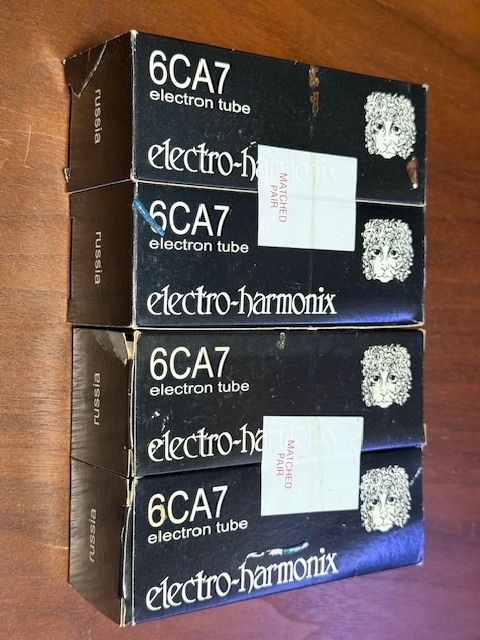 russia
6CA7
electron tube
electro-harmonix
MATCHED
PAIR
russia
6CA7
electron tube
electro-harmonix
russia
6CA7
electron tube
electro-harmonix
MATCHED
PAIR
russia
6CA7
electron tube
electro-harmonix